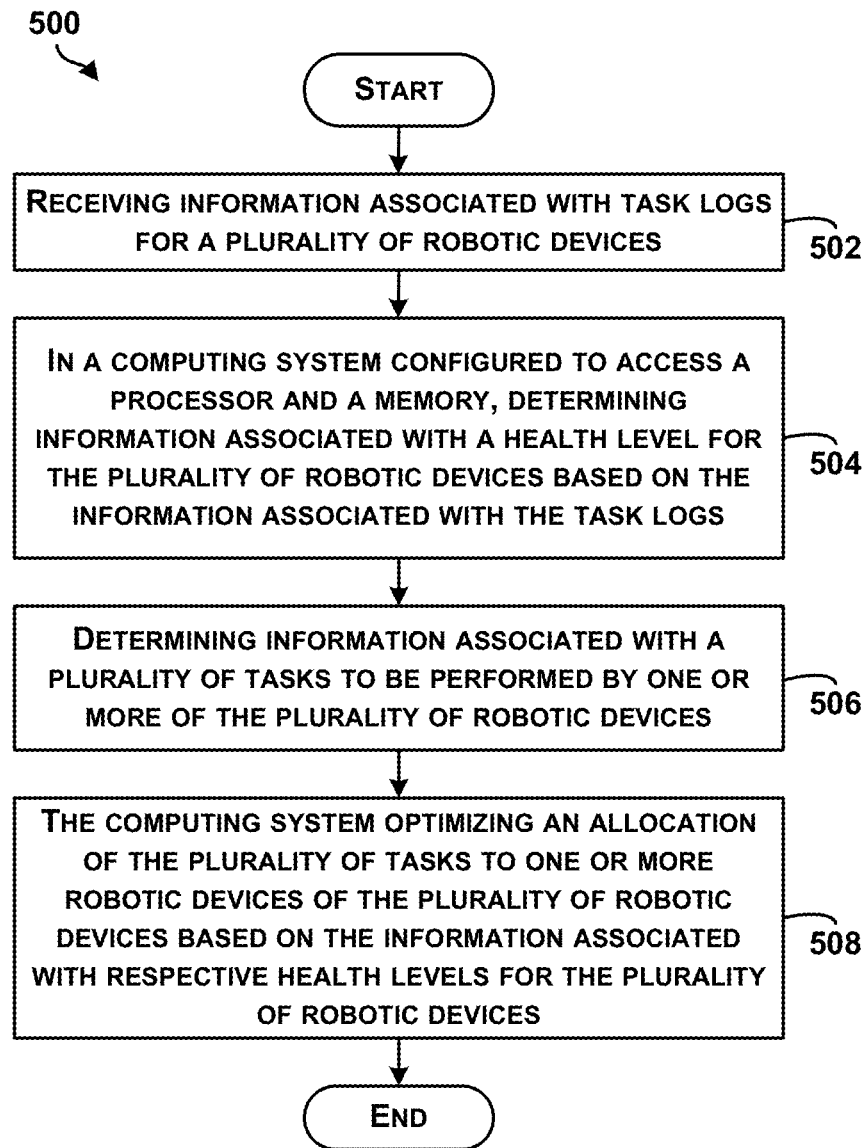 500
START
RECEIVING INFORMATION ASSOCIATED WITH TASK LOGS
FOR A PLURALITY OF ROBOTIC DEVICES
502
IN A COMPUTING SYSTEM CONFIGURED TO ACCESS A
PROCESSOR AND A MEMORY, DETERMINING
INFORMATION ASSOCIATED WITH A HEALTH LEVEL FOR
THE PLURALITY OF ROBOTIC DEVICES BASED ON THE
INFORMATION ASSOCIATED WITH THE TASK LOGS
504
DETERMINING INFORMATION ASSOCIATED WITH A
PLURALITY OF TASKS TO BE PERFORMED BY ONE OR
MORE OF THE PLURALITY OF ROBOTIC DEVICES
506
THE COMPUTING SYSTEM OPTIMIZING AN ALLOCATION
OF THE PLURALITY OF TASKS TO ONE OR MORE
ROBOTIC DEVICES OF THE PLURALITY OF ROBOTIC
DEVICES BASED ON THE INFORMATION ASSOCIATED
WITH RESPECTIVE HEALTH LEVELS FOR THE PLURALITY
OF ROBOTIC DEVICES
508
END